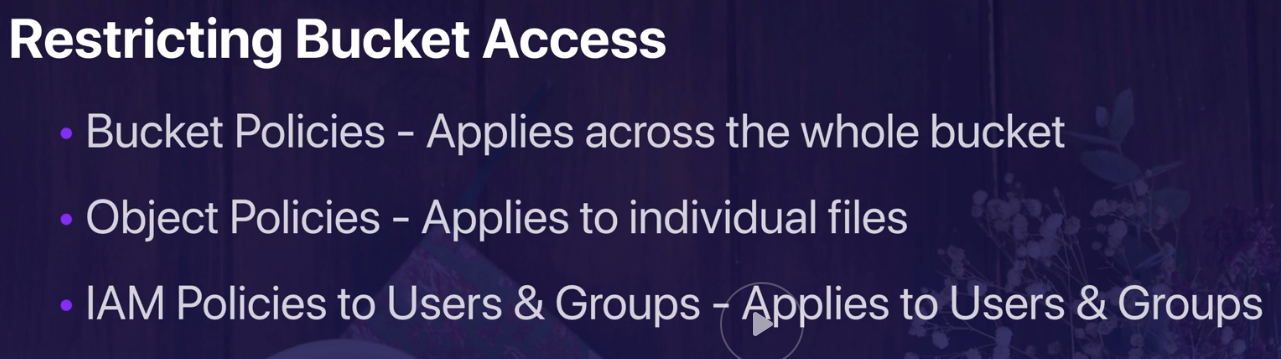 Restricting Bucket Access
• Bucket Policies - Applies across the whole bucket
• Object Policies - Applies to individual files
• IAM Policies to Users & Groups - Applies to Users & Groups